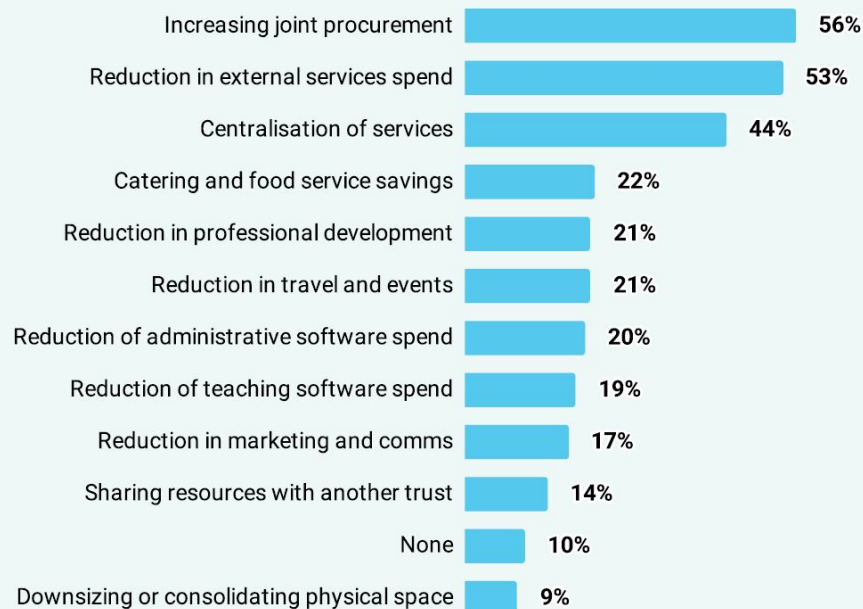 Increasing joint procurement 56%
Reduction in external services spend 53%
Centralisation of services 44%
Catering and food service savings 22%
Reduction in professional development 21%
Reduction in travel and events 21%
Reduction of administrative software spend 20%
Reduction of teaching software spend 19%
Reduction in marketing and comms 17%
Sharing resources with another trust 14%
None 10%
Downsizing or consolidating physical space 9%